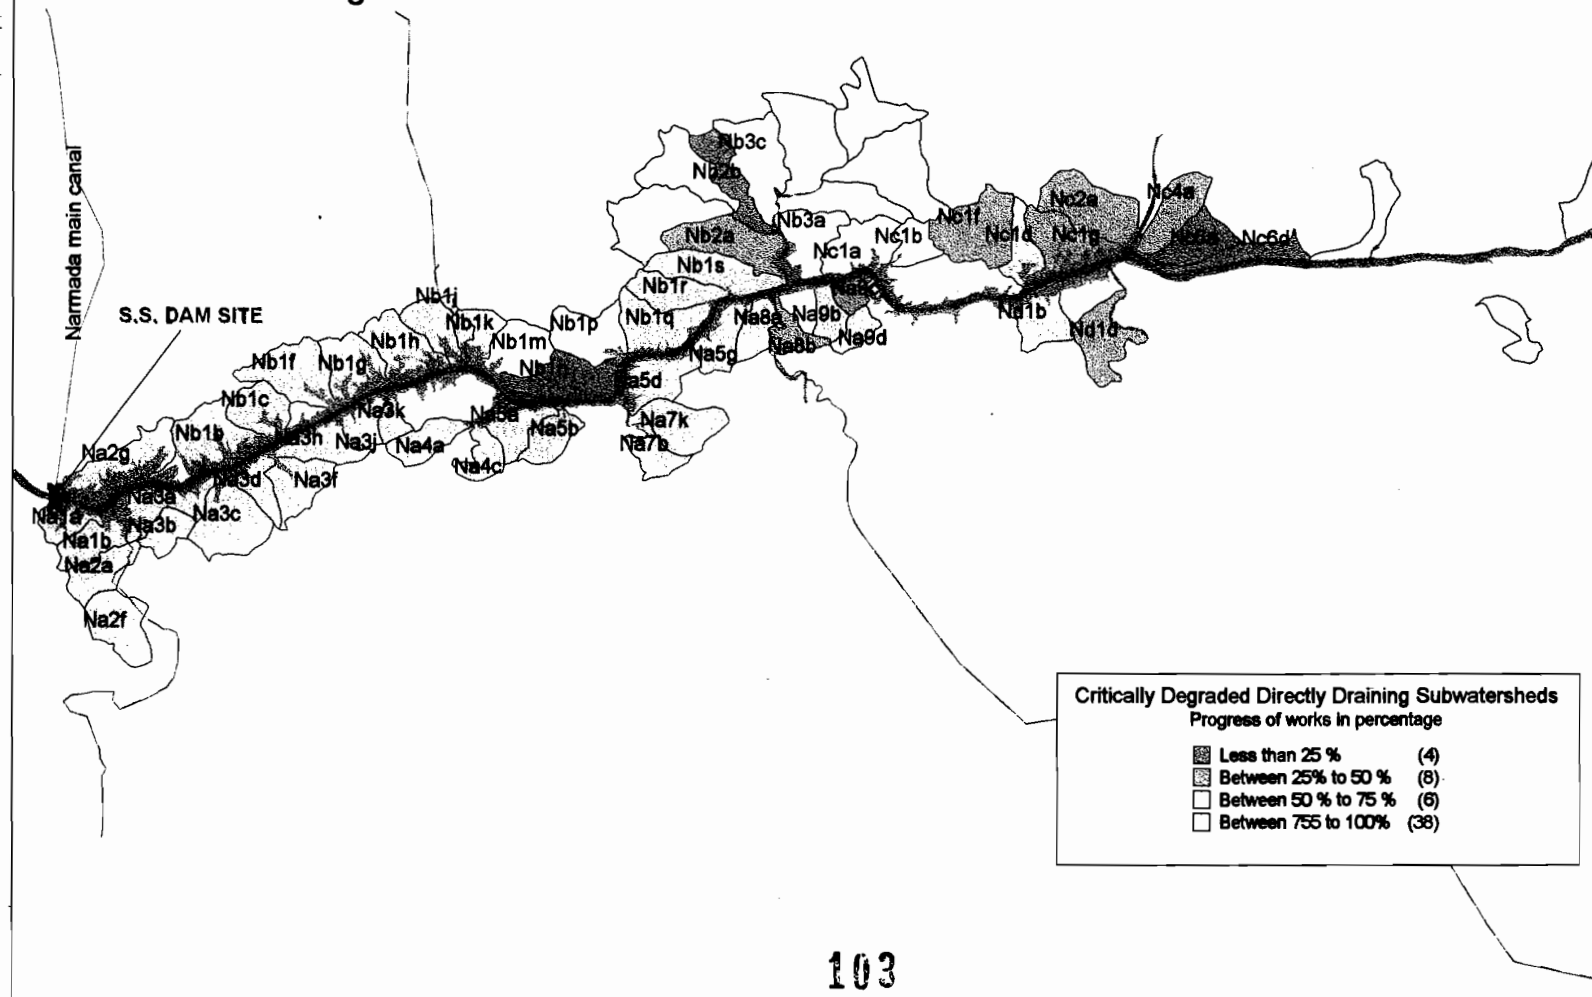 Narmada main canal
S.S. DAM SITE
Nb3c
Nb2b
Nb3a
Nb2a
Nc1f
Nc2a
Nc4a
Nc1b
Nc1d
Nc1g
Nc6d
Nc1a
Nb1s
Nb1r
Nb1j
Nb1k
Nb1m
Nb1p
Nb1q
Na8a
Na9b
Nd1b
Nd1d
Na9d
Na8b
Na5g
Nb1h
Nb1g
Nb1f
Nb1c
Na3k
Na5a
Na5b
Na7k
Na7b
Nb1b
Na3h
Na3j
Na4a
Na4c
Na2g
Na3d
Na3f
Na3a
Na3c
Na3b
Na1a
Na1b
Na2a
Na2f
Critically Degraded Directly Draining Subwatersheds
Progress of works in percentage
Less than 25 % (4)
Between 25% to 50 % (8)
Between 50 % to 75 % (6)
Between 755 to 100% (38)
103